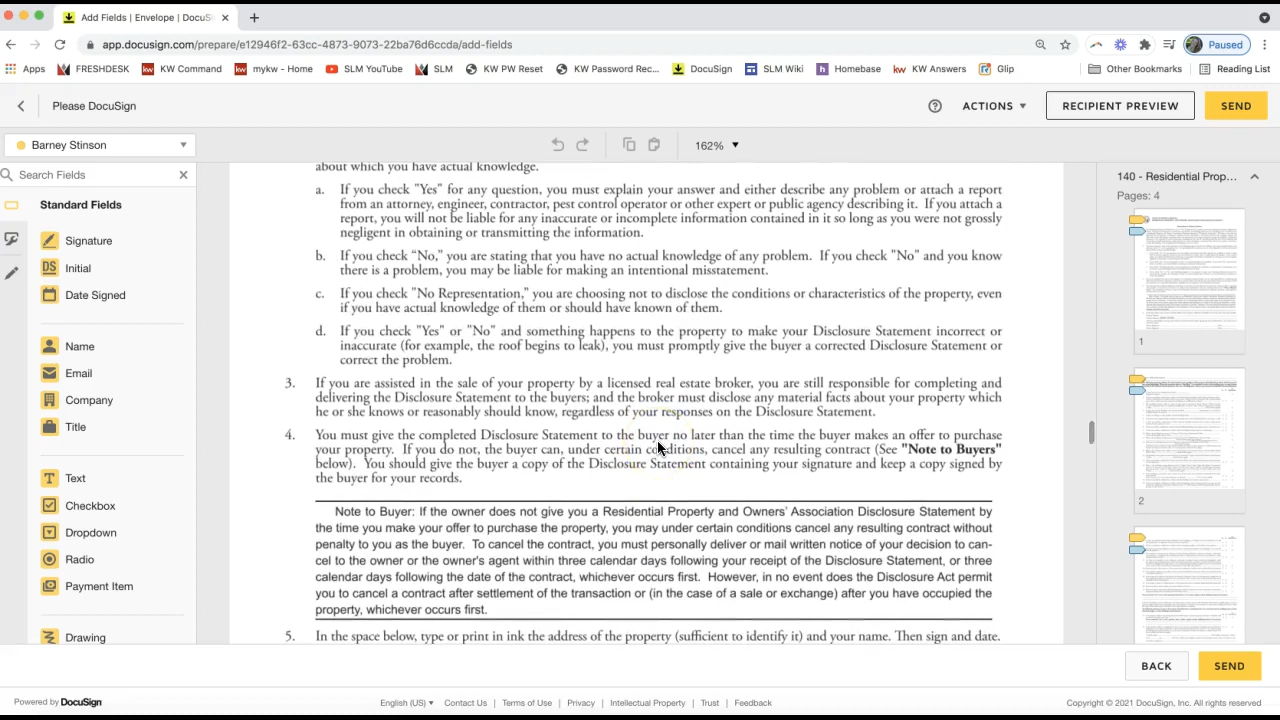 Add Fields | Envelope | DocuS
app.docusign.com/prepare/e12946f2-63cc-4873-9073-22ba76d6ccda/add-fields
Paused
Apps FRESHDESK KW Command mykw - Home SLM YouTube SLM KW PW Reset KW Password Rec... DocuSign SLM Wiki Homebase KW Answers Glip Other Bookmarks Reading List
Please DocuSign ACTIONS RECIPIENT PREVIEW SEND
Barney Stinson 162%
Search Fields
Standard Fields
Signature
Initial
Date Signed
Name
Email
Company
Title
Text
Checkbox
Dropdown
Radio
Payment Item
Drawing
about which you have actual knowledge.
a. If you check "Yes" for any question, you must explain your answer and either describe any problem or attach a report
from an attorney, engineer, contractor, pest control operator or other expert or public agency describing it. If you attach a
report, you will not be liable for any inaccurate or incomplete information contained in it so long as you were not grossly
negligent in obtaining or transmitting the information.
b. If you check "No," you are stating that you have no actual knowledge of any problem. If you check "No" and you know
there is a problem, you may be liable for making an intentional misstatement.
c. If you check "No Representation," you are choosing not to disclose the conditions or characteristics of the property, even
if you have actual knowledge of them or should have known of them.
d. If you check "Yes" or "No" and something happens to the property to make your Disclosure Statement incorrect or
inaccurate (for example, the roof begins to leak), you must promptly give the buyer a corrected Disclosure Statement or
correct the problem.
3. If you are assisted in the sale of your property by a licensed real estate broker, you are still responsible for completing and
delivering the Disclosure Statement to the buyers; and the broker must disclose any material facts about your property which
he or she knows or reasonably should know, regardless of your responses on the Disclosure Statement.
4. You must give the completed Disclosure Statement to the buyer no later than the time the buyer makes an offer to purchase
your property. If you do not, the buyer can, under certain conditions, cancel any resulting contract (See "Note to Buyers"
below). You should give the buyer a copy of the Disclosure Statement containing your signature and keep a copy signed by
the buyer for your records.
Note to Buyer: If the owner does not give you a Residential Property and Owners' Association Disclosure Statement by
the time you make your offer to purchase the property, you may under certain conditions cancel any resulting contract without
penalty to you as the buyer. To cancel the contract, you must personally deliver or mail written notice of your decision to can-
cel to the owner or the owner's agent within three calendar days following your receipt of the Disclosure Statement, or three
calendar days following the date of the contract, whichever occurs first. However, in no event does the Disclosure Act permit
you to cancel a contract after settlement of the transaction or (in the case of a sale or exchange) after you have occupied the
property, whichever occurs first.
5. In the space below, type or print in ink the address of the property (sufficient to identify it) and your name. Then sign and date.
140 - Residential Prop...
Pages: 4
1
2
BACK SEND
Powered by DocuSign English (US) Contact Us Terms of Use Privacy Intellectual Property Trust Feedback Copyright © 2021 DocuSign, Inc. All rights reserved